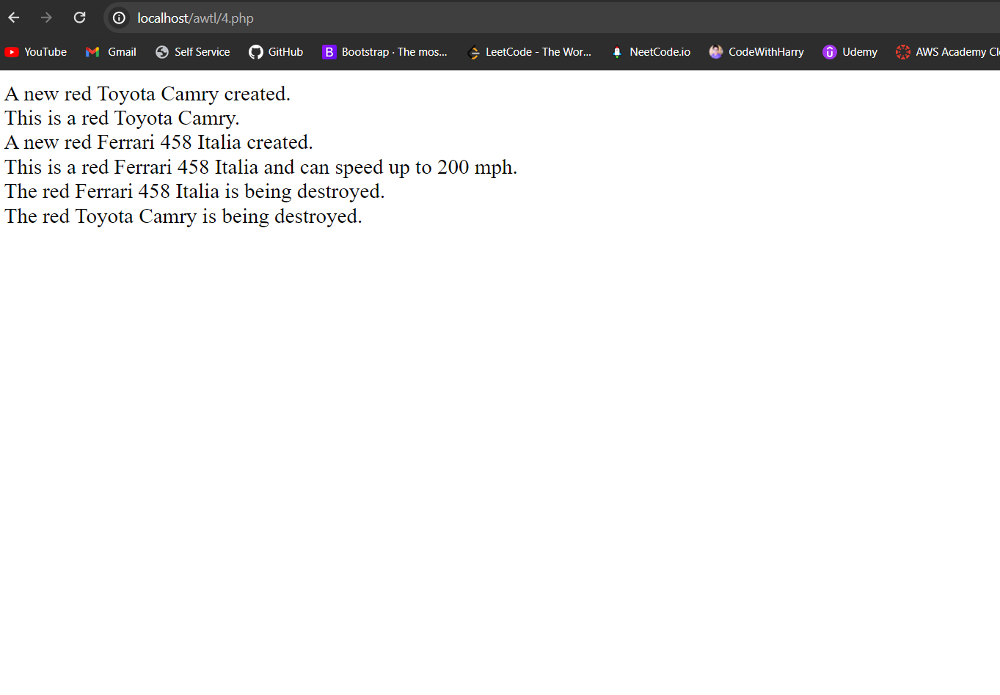 localhost/awtl/4.php
YouTube Gmail Self Service GitHub B Bootstrap · The mos... LeetCode - The Wor... NeetCode.io CodeWithHarry Udemy AWS Academy Cl
A new red Toyota Camry created.
This is a red Toyota Camry.
A new red Ferrari 458 Italia created.
This is a red Ferrari 458 Italia and can speed up to 200 mph.
The red Ferrari 458 Italia is being destroyed.
The red Toyota Camry is being destroyed.